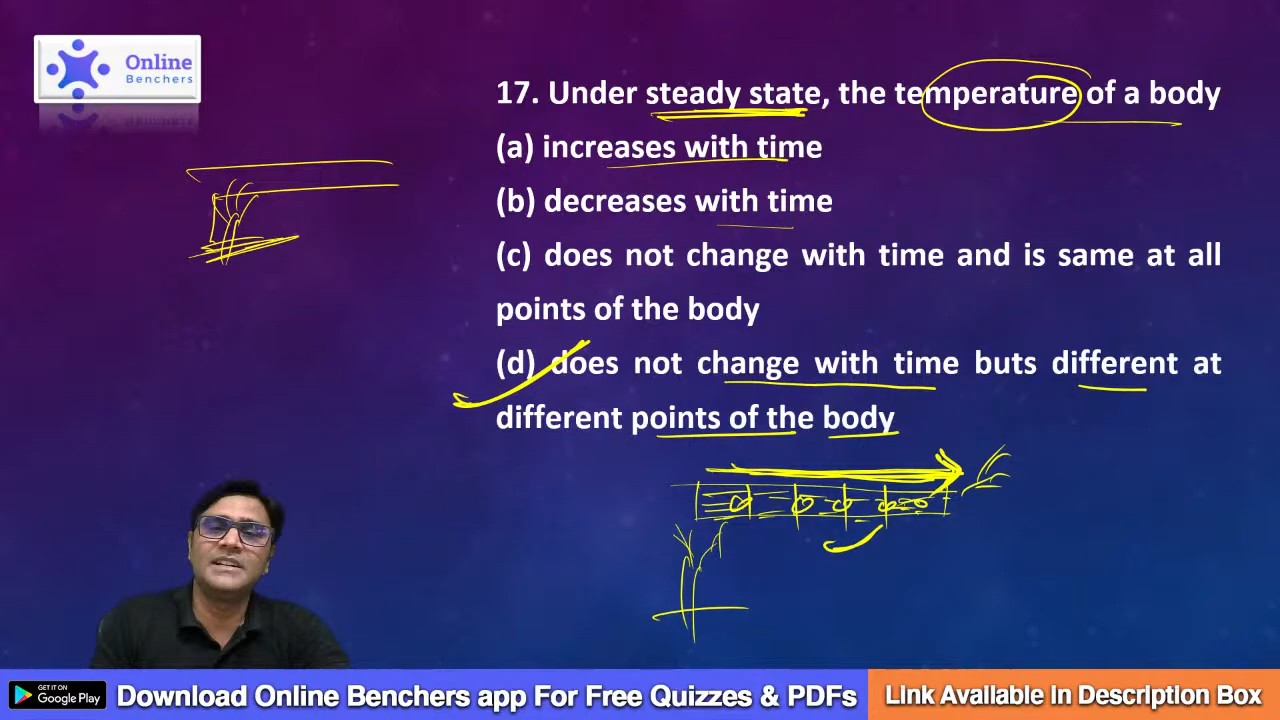 Online
Benchers
17. Under steady state, the temperature of a body
(a) increases with time
(b) decreases with time
(c) does not change with time and is same at all
points of the body
(d) does not change with time buts different at
different points of the body
GET IT ON
Google Play
Download Online Benchers app For Free Quizzes & PDFs
Link Available In Description Box